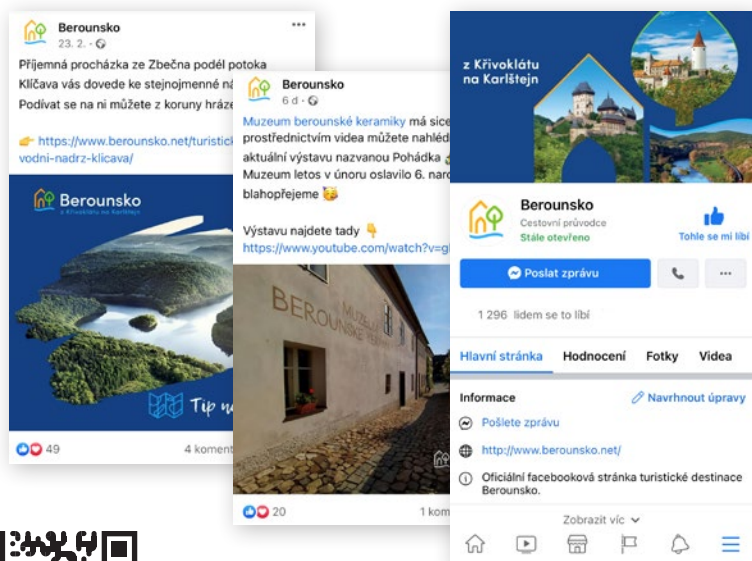 Berounsko
23. 2. ·
Příjemná procházka ze Zbečna podél potoka
Klíčava vás dovede ke stejnojmenné
Podívat se na ni můžete z koruny hráze
👉 https://www.berounsko.net/turistick
vodni-nadrz-klicava/
Berounsko
z Křivoklátu na Karlštejn
Tip
49
4
Berounsko
6 d ·
Muzeum berounské keramiky má sice
prostřednictvím videa můžete
aktuální výstavu nazvanou Pohádka
Muzeum letos v únoru oslavilo 6.
blahopřejeme 🥳
Výstavu najdete tady 👇
https://www.youtube.com/watch?v=g
MUZEUM
20
1
z Křivoklátu
na Karlštejn
Berounsko
Cestovní průvodce
Stále otevřeno
Tohle se mi líbí
Poslat zprávu
1 296 lidem se to líbí
Hlavní stránka Hodnocení Fotky Videa
Informace
Navrhnout úpravy
Pošlete zprávu
http://www.berounsko.net/
Oficiální facebooková stránka turistické destinace
Berounsko.
Zobrazit víc